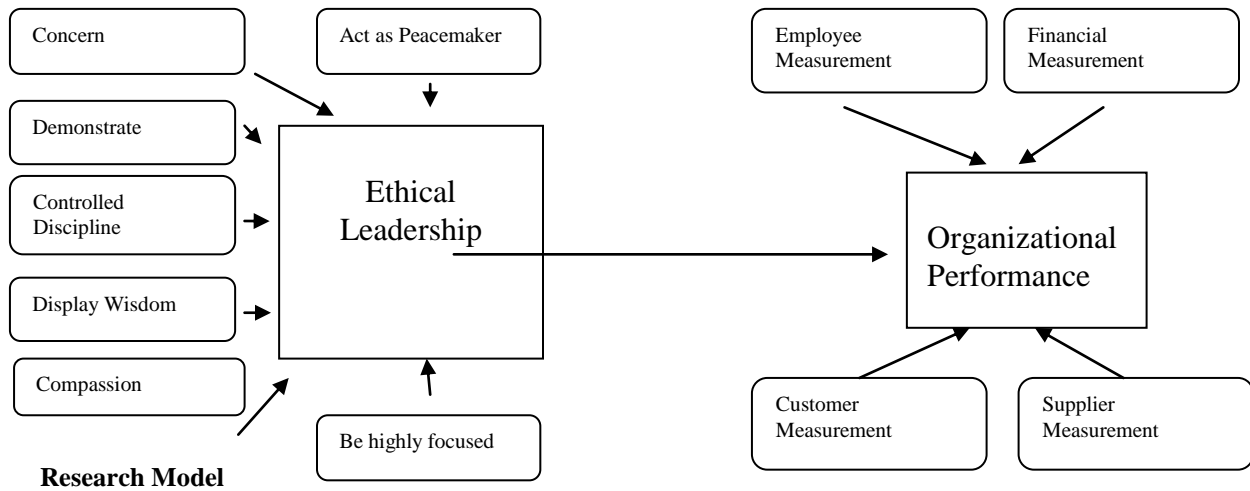 Concern
Act as Peacemaker
Employee
Measurement
Financial
Measurement
Demonstrate
Controlled
Discipline
Ethical
Leadership
Organizational
Performance
Display Wisdom
Compassion
Be highly focused
Customer
Measurement
Supplier
Measurement
Research Model